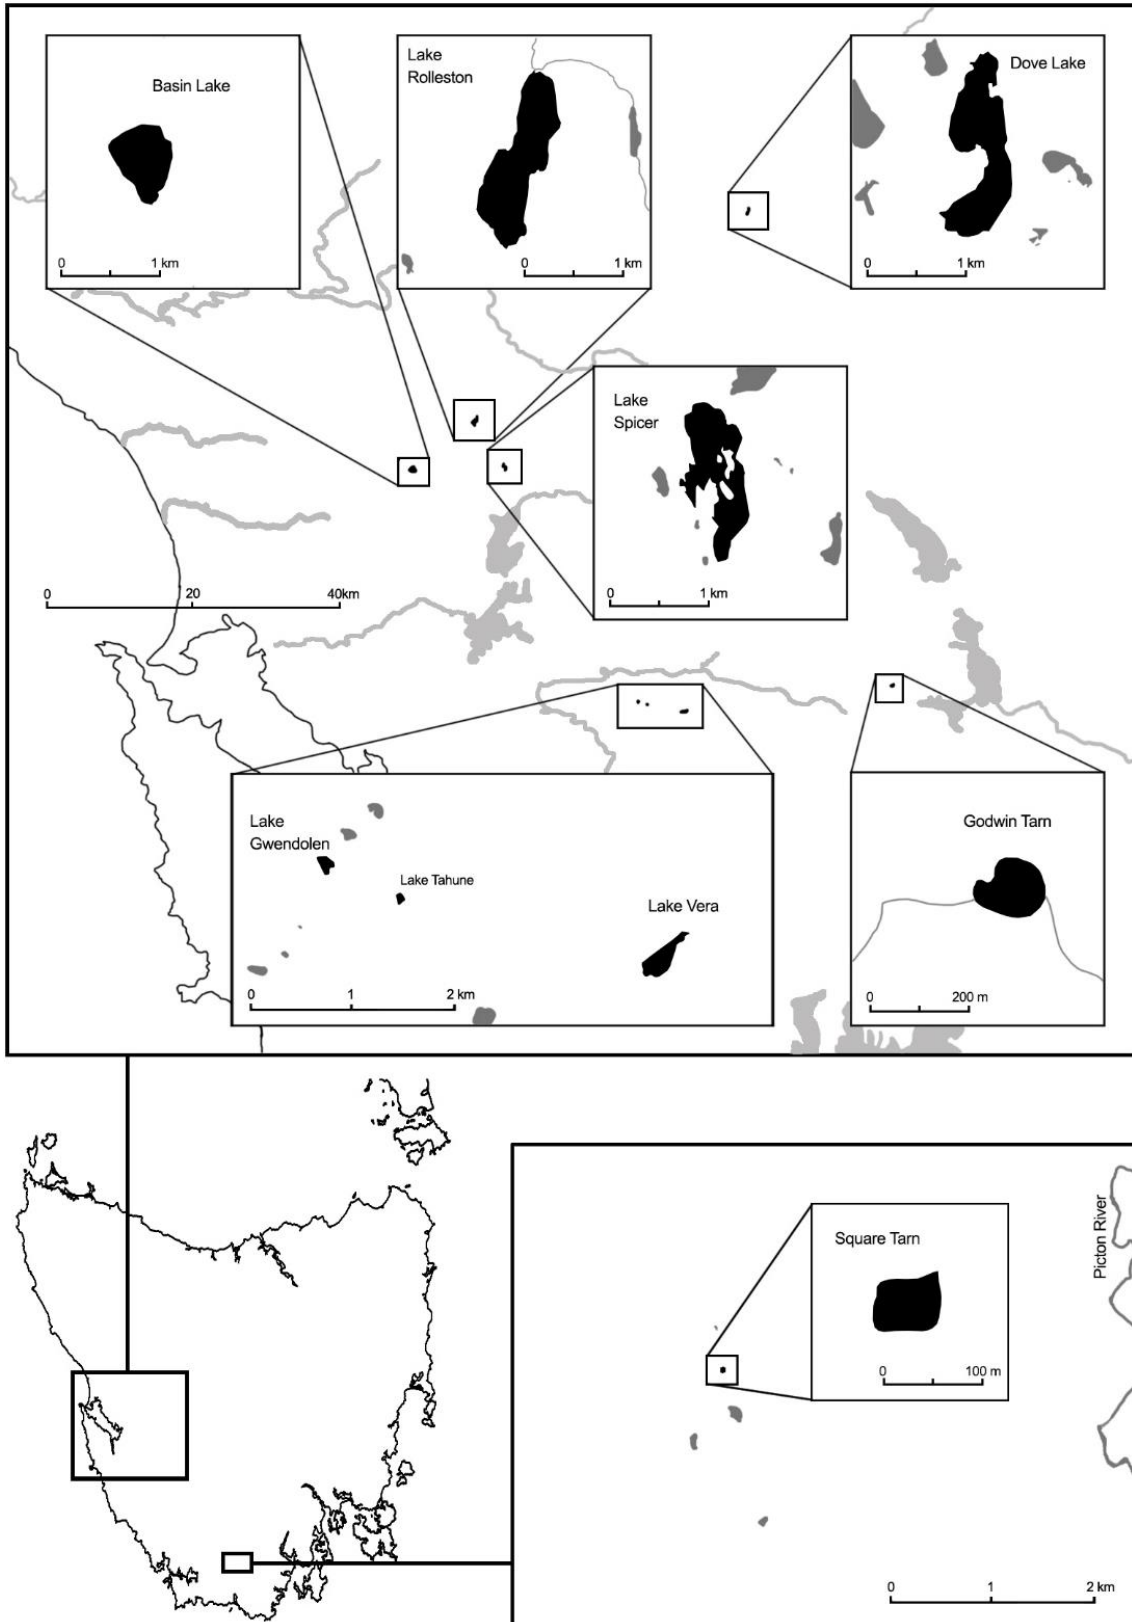 Basin Lake
0 1 km
Lake
Rolleston
0 1 km
Dove Lake
0 1 km
Lake
Spicer
0 1 km
0 20 40km
Lake
Gwendolen
Lake Tahune
Lake Vera
0 1 2 km
Godwin Tarn
0 200 m
Picton River
Square Tarn
0 100 m
0 1 2 km